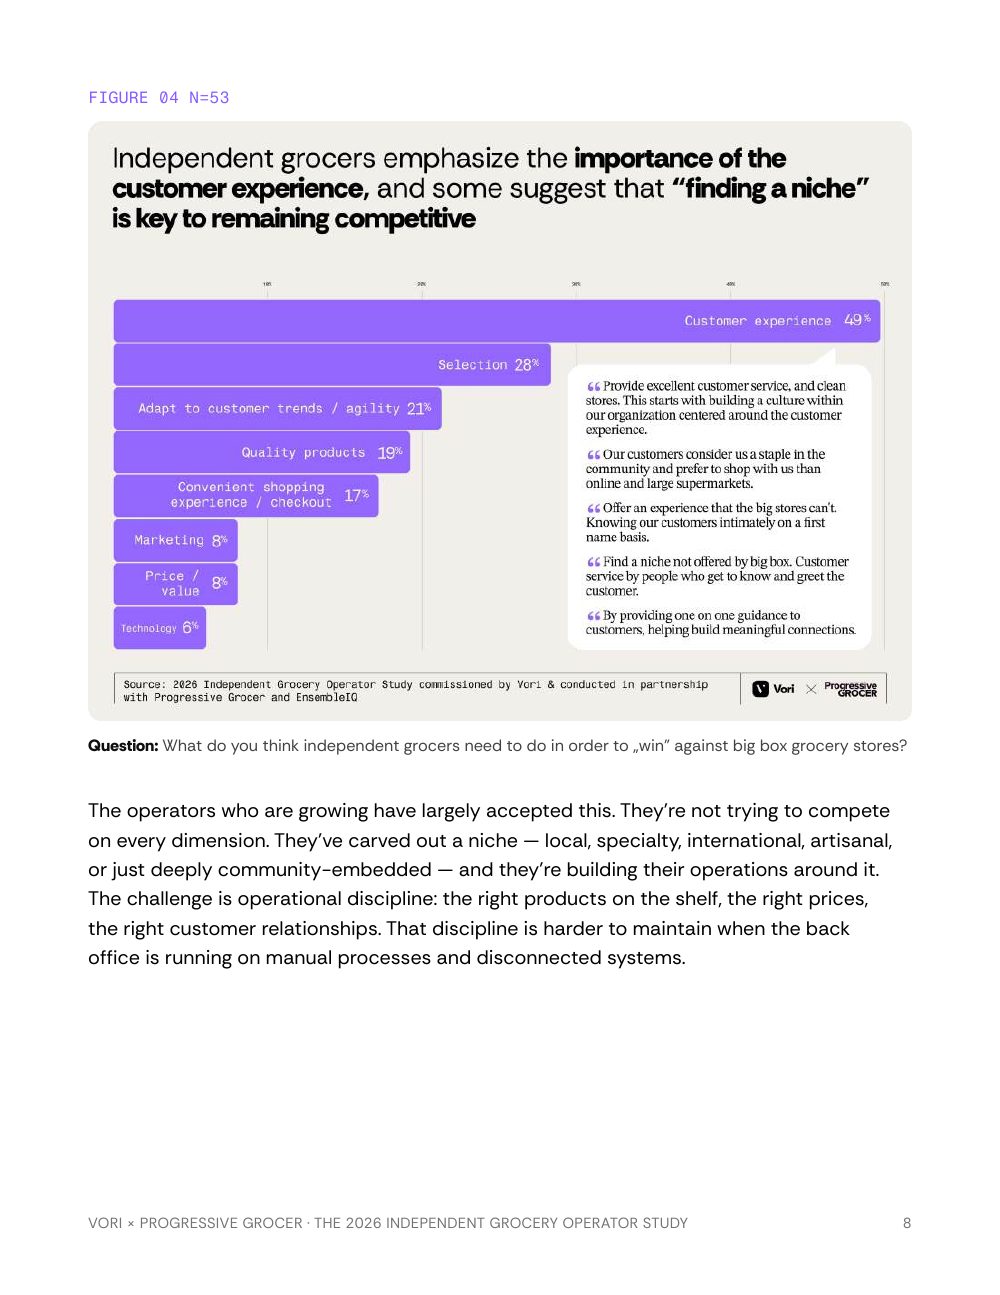 FIGURE 04 N=53
Independent grocers emphasize the importance of the
customer experience, and some suggest that “finding a niche”
is key to remaining competitive
10% 20% 30% 40% 50%
Customer experience 49%
Selection 28%
Adapt to customer trends / agility 21%
Quality products 19%
Convenient shopping
experience / checkout 17%
Marketing 8%
Price /
value 8%
Technology 6%
“Provide excellent customer service, and clean
stores. This starts with building a culture within
our organization centered around the customer
experience.
“Our customers consider us a staple in the
community and prefer to shop with us than
online and large supermarkets.
“Offer an experience that the big stores can't.
Knowing our customers intimately on a first
name basis.
“Find a niche not offered by big box. Customer
service by people who get to know and greet the
customer.
“By providing one on one guidance to
customers, helping build meaningful connections.
Source: 2026 Independent Grocery Operator Study commissioned by Vori & conducted in partnership
with Progressive Grocer and EnsembleIQ
Vori × Progressive
GROCER
Question: What do you think independent grocers need to do in order to „win” against big box grocery stores?
The operators who are growing have largely accepted this. They’re not trying to compete
on every dimension. They’ve carved out a niche — local, specialty, international, artisanal,
or just deeply community-embedded — and they’re building their operations around it.
The challenge is operational discipline: the right products on the shelf, the right prices,
the right customer relationships. That discipline is harder to maintain when the back
office is running on manual processes and disconnected systems.
VORI × PROGRESSIVE GROCER · THE 2026 INDEPENDENT GROCERY OPERATOR STUDY 8